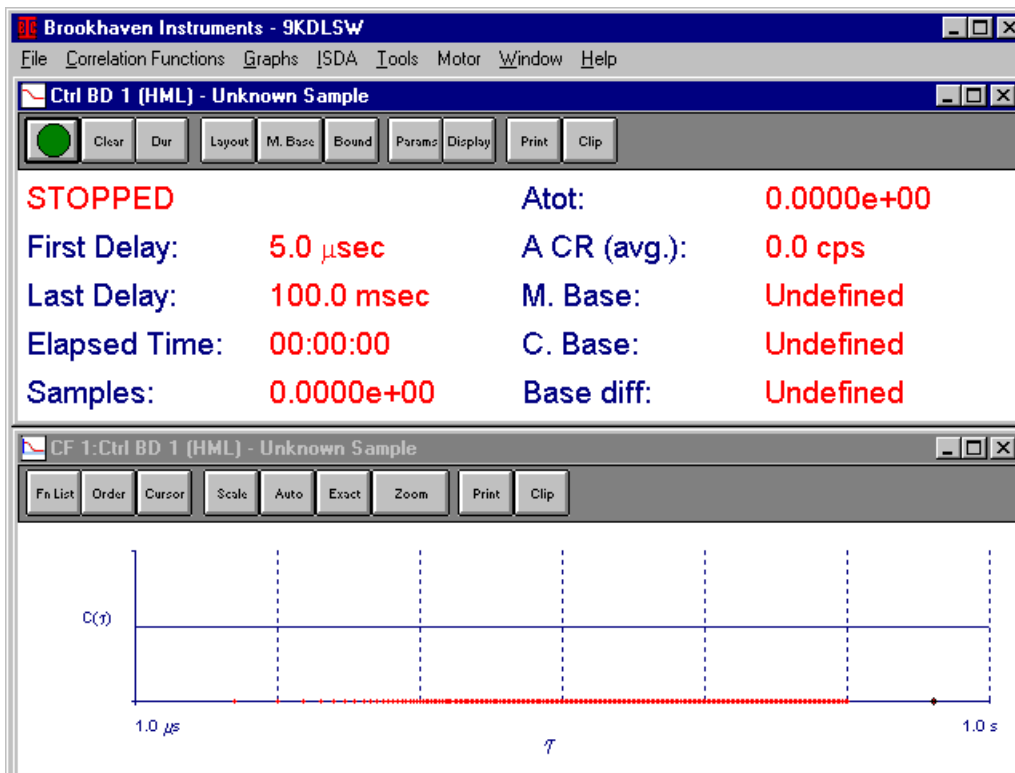 Brookhaven Instruments - 9KDLSW
File Correlation Functions Graphs ISDA Tools Motor Window Help
Ctrl BD 1 (HML) - Unknown Sample
Clear Dur Layout M. Base Bound Params Display Print Clip
STOPPED Atot: 0.0000e+00
First Delay: 5.0 μsec A CR (avg.): 0.0 cps
Last Delay: 100.0 msec M. Base: Undefined
Elapsed Time: 00:00:00 C. Base: Undefined
Samples: 0.0000e+00 Base diff: Undefined
CF 1:Ctrl BD 1 (HML) - Unknown Sample
Fn List Order Cursor Scale Auto Exact Zoom Print Clip
C(τ)
1.0 μs 1.0 s
τ